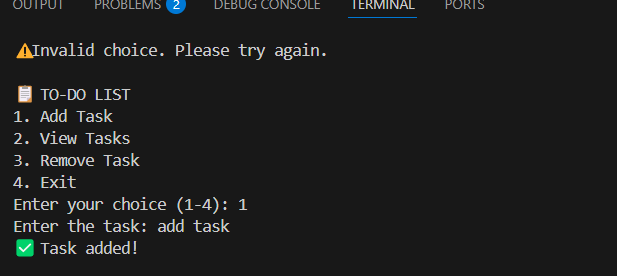 OUTPUT PROBLEMS 2 DEBUG CONSOLE TERMINAL PORTS
⚠️Invalid choice. Please try again.
📋 TO-DO LIST
1. Add Task
2. View Tasks
3. Remove Task
4. Exit
Enter your choice (1-4): 1
Enter the task: add task
✅ Task added!